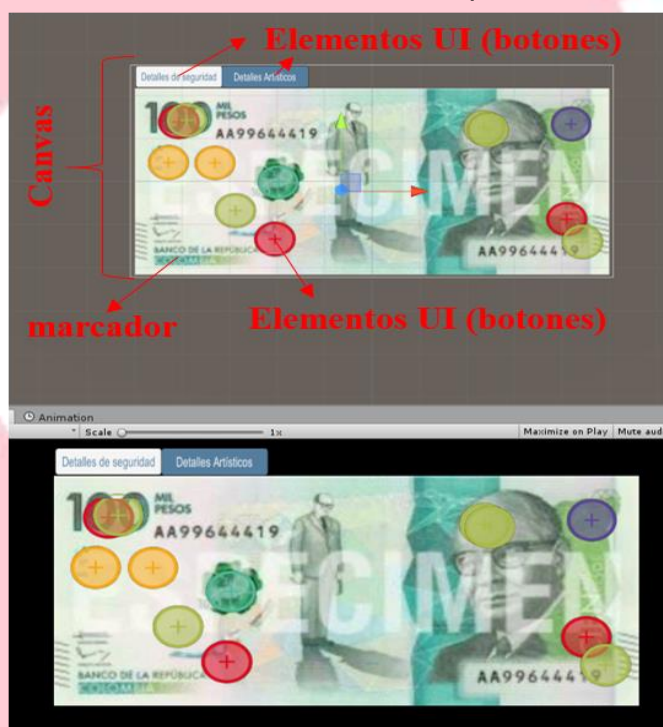 Elementos UI (botones)
Detalles de seguridad
Detalles Artísticos
Canvas
100 MIL
PESOS
AA99644419
ESPECIMEN
BANCO DE LA REPÚBLICA
COLOMBIA
AA99644419
marcador
Elementos UI (botones)
Animation
Scale
1x
Maximize on Play
Mute aud
Detalles de seguridad
Detalles Artísticos
100 MIL
PESOS
AA99644419
ESPECIMEN
BANCO DE LA REPÚBLICA
COLOMBIA
AA9964441